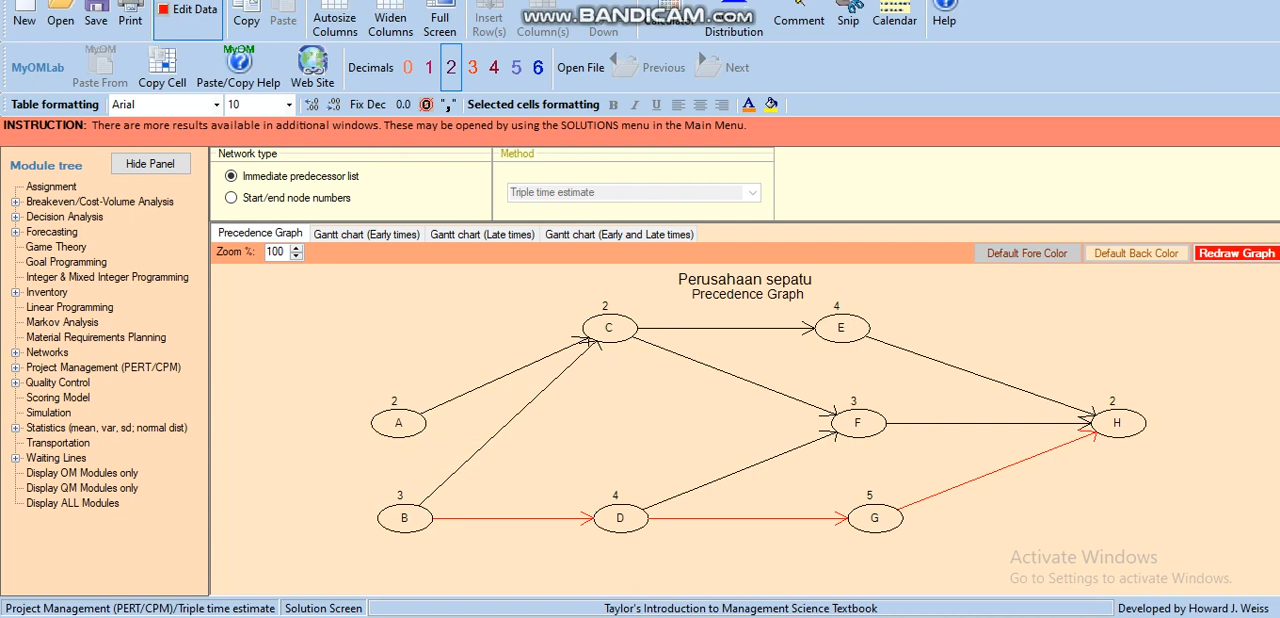 New Open Save Print Edit Data Copy Paste Autosize Columns Widen Columns Full Screen Insert Row(s) Column(s) Down Distribution Comment Snip Calendar Help
www.BANDICAM.com
MyOMLab MyOM Paste From Copy Cell MyOM Paste/Copy Help Web Site Decimals 0 1 2 3 4 5 6 Open File Previous Next
Table formatting Arial 10 Fix Dec 0.0 "," Selected cells formatting B I U A
INSTRUCTION: There are more results available in additional windows. These may be opened by using the SOLUTIONS menu in the Main Menu.
Module tree Hide Panel
Assignment
Breakeven/Cost-Volume Analysis
Decision Analysis
Forecasting
Game Theory
Goal Programming
Integer & Mixed Integer Programming
Inventory
Linear Programming
Markov Analysis
Material Requirements Planning
Networks
Project Management (PERT/CPM)
Quality Control
Scoring Model
Simulation
Statistics (mean, var, sd; normal dist)
Transportation
Waiting Lines
Display OM Modules only
Display QM Modules only
Display ALL Modules
Network type
Immediate predecessor list
Start/end node numbers
Method
Triple time estimate
Precedence Graph Gantt chart (Early times) Gantt chart (Late times) Gantt chart (Early and Late times)
Zoom %: 100 Default Fore Color Default Back Color Redraw Graph
Perusahaan sepatu
Precedence Graph
2 4
C E
2 3 2
A F H
3 4 5
B D G
Activate Windows
Go to Settings to activate Windows.
Project Management (PERT/CPM)/Triple time estimate Solution Screen Taylor's Introduction to Management Science Textbook Developed by Howard J. Weiss